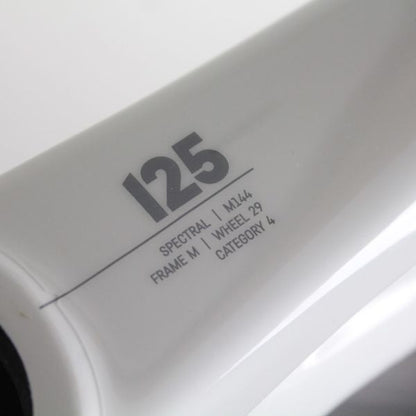 125
SPECTRAL | M144
FRAME M | WHEEL 29
CATEGORY 4